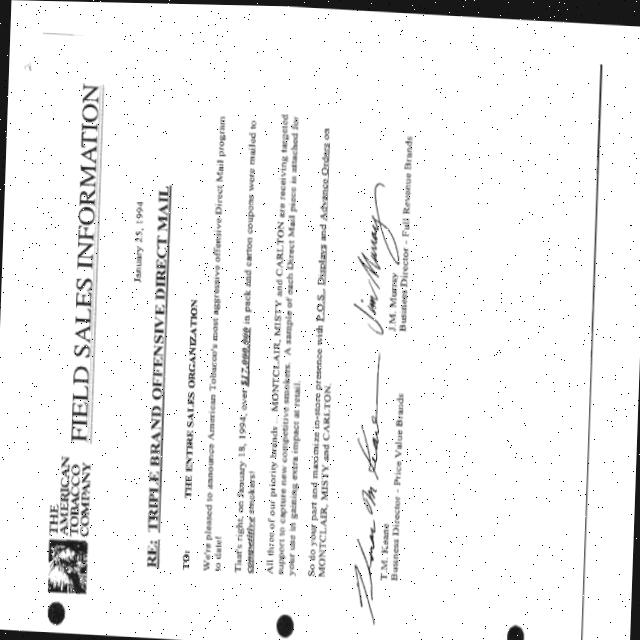 THE
AMERICAN
TOBACCO
COMPANY
FIELD SALES INFORMATION
January 25, 1994
RE: TRIPLE BRAND OFFENSIVE DIRECT MAIL
TO: THE ENTIRE SALES ORGANIZATION
We're pleased to announce American Tobacco's most aggressive offensive Direct Mail program
to date!
That's right, on January 18, 1994, over in pack and carton coupons were mailed to
competitive smokers!
All three of our priority brands MONTCLAIR, MISTY and CARLTON are receiving targeted
support to capture new competitive smokers. A sample of each Direct Mail piece is attached for
your use in gaining extra impact at retail.
So do your part and maximize in-store presence with P.O.S. Displays and Advance Orders on
MONTCLAIR, MISTY and CARLTON.
Jim Murray
T.M. Keane
Business Director - Price Value Brands
J.M. Murray
Business Director - Full Revenue Brands